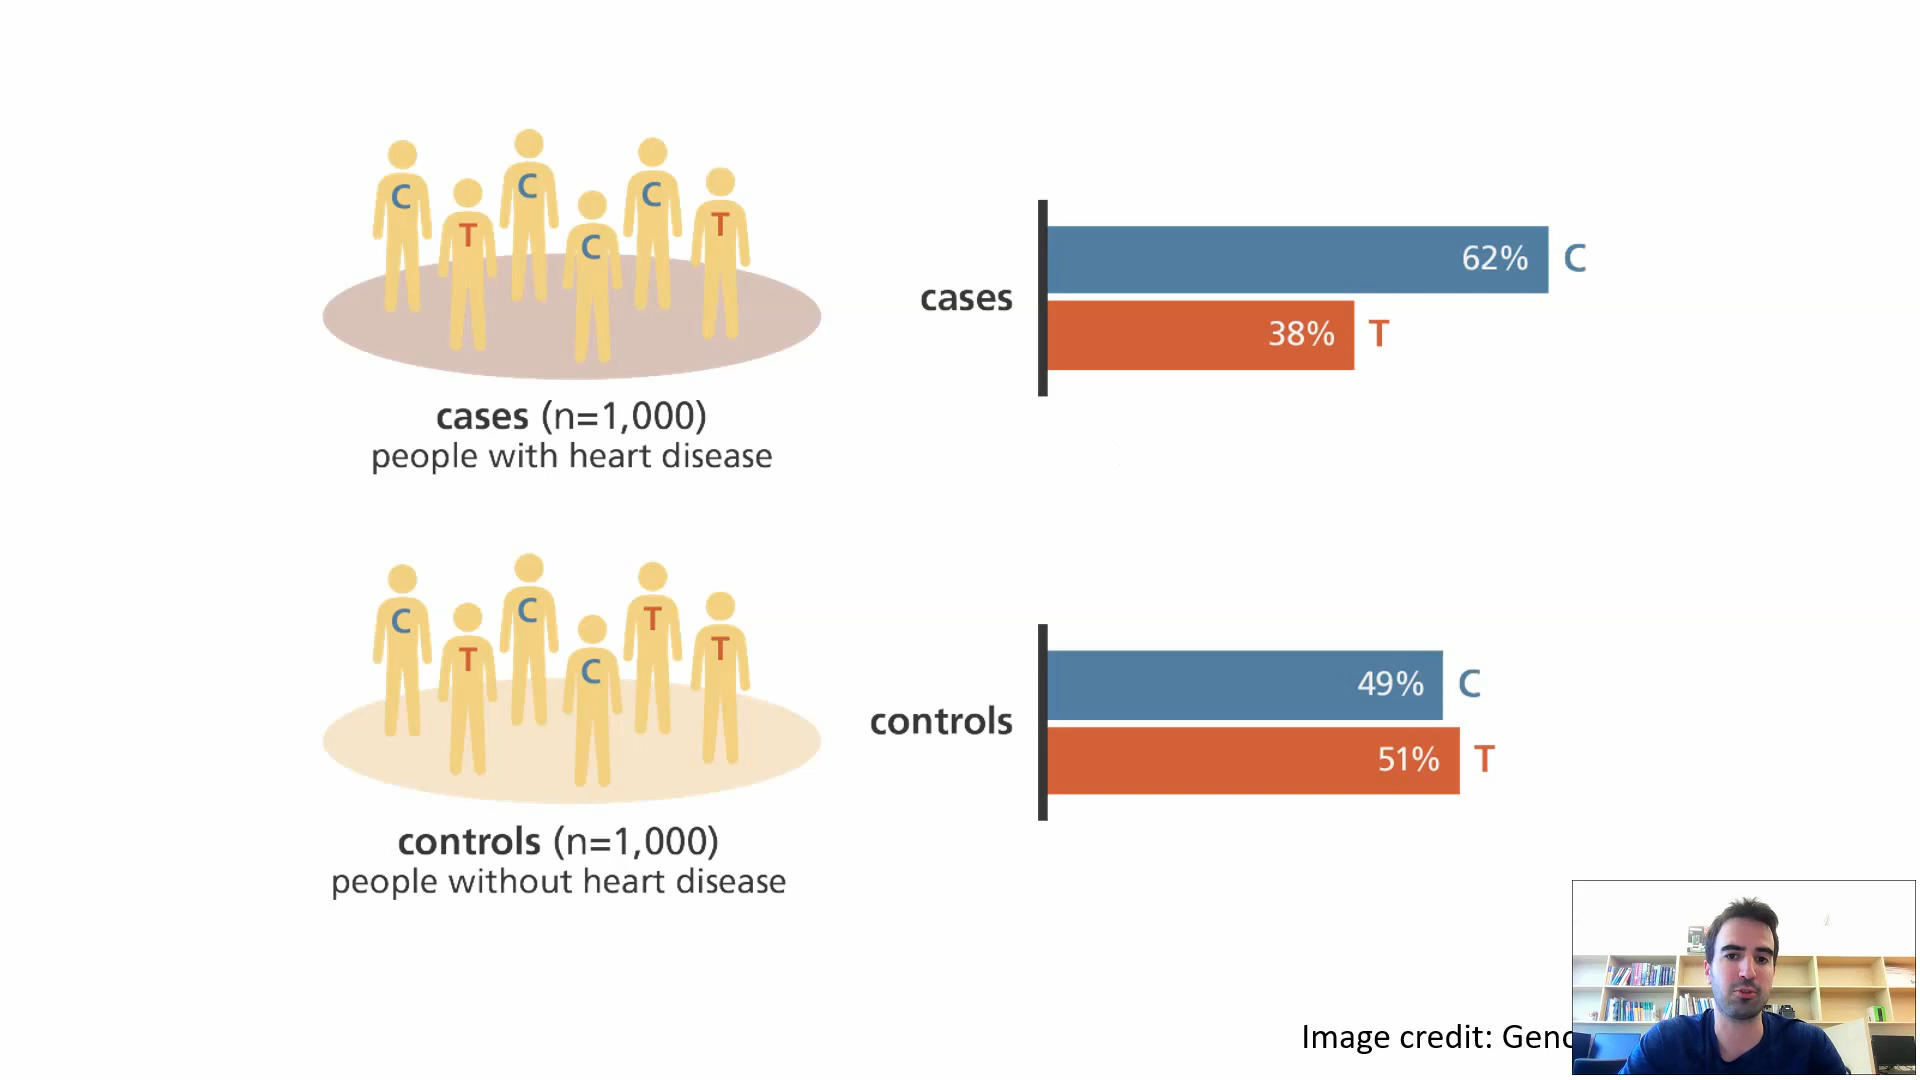 C
T
C
C
C
T
cases (n=1,000)
people with heart disease
cases
62% C
38% T
C
T
C
C
T
T
controls (n=1,000)
people without heart disease
controls
49% C
51% T
Image credit: